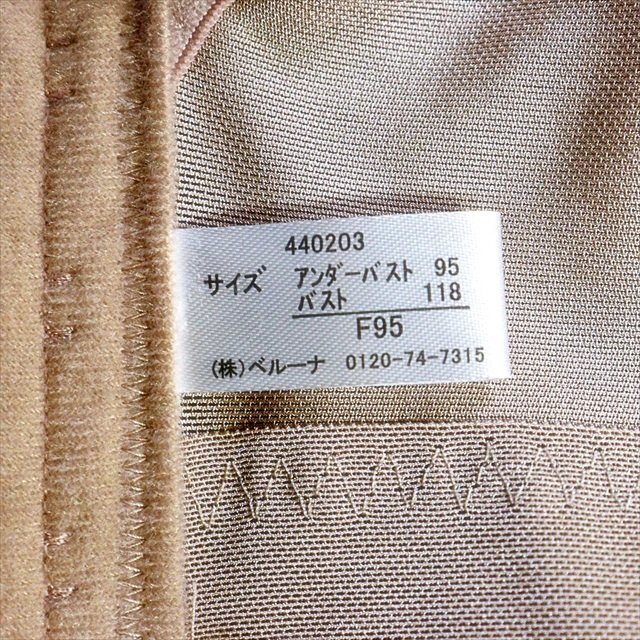 440203
サイズ アンダーバスト 95
バスト 118
F95
(株)ベルーナ 0120-74-7315